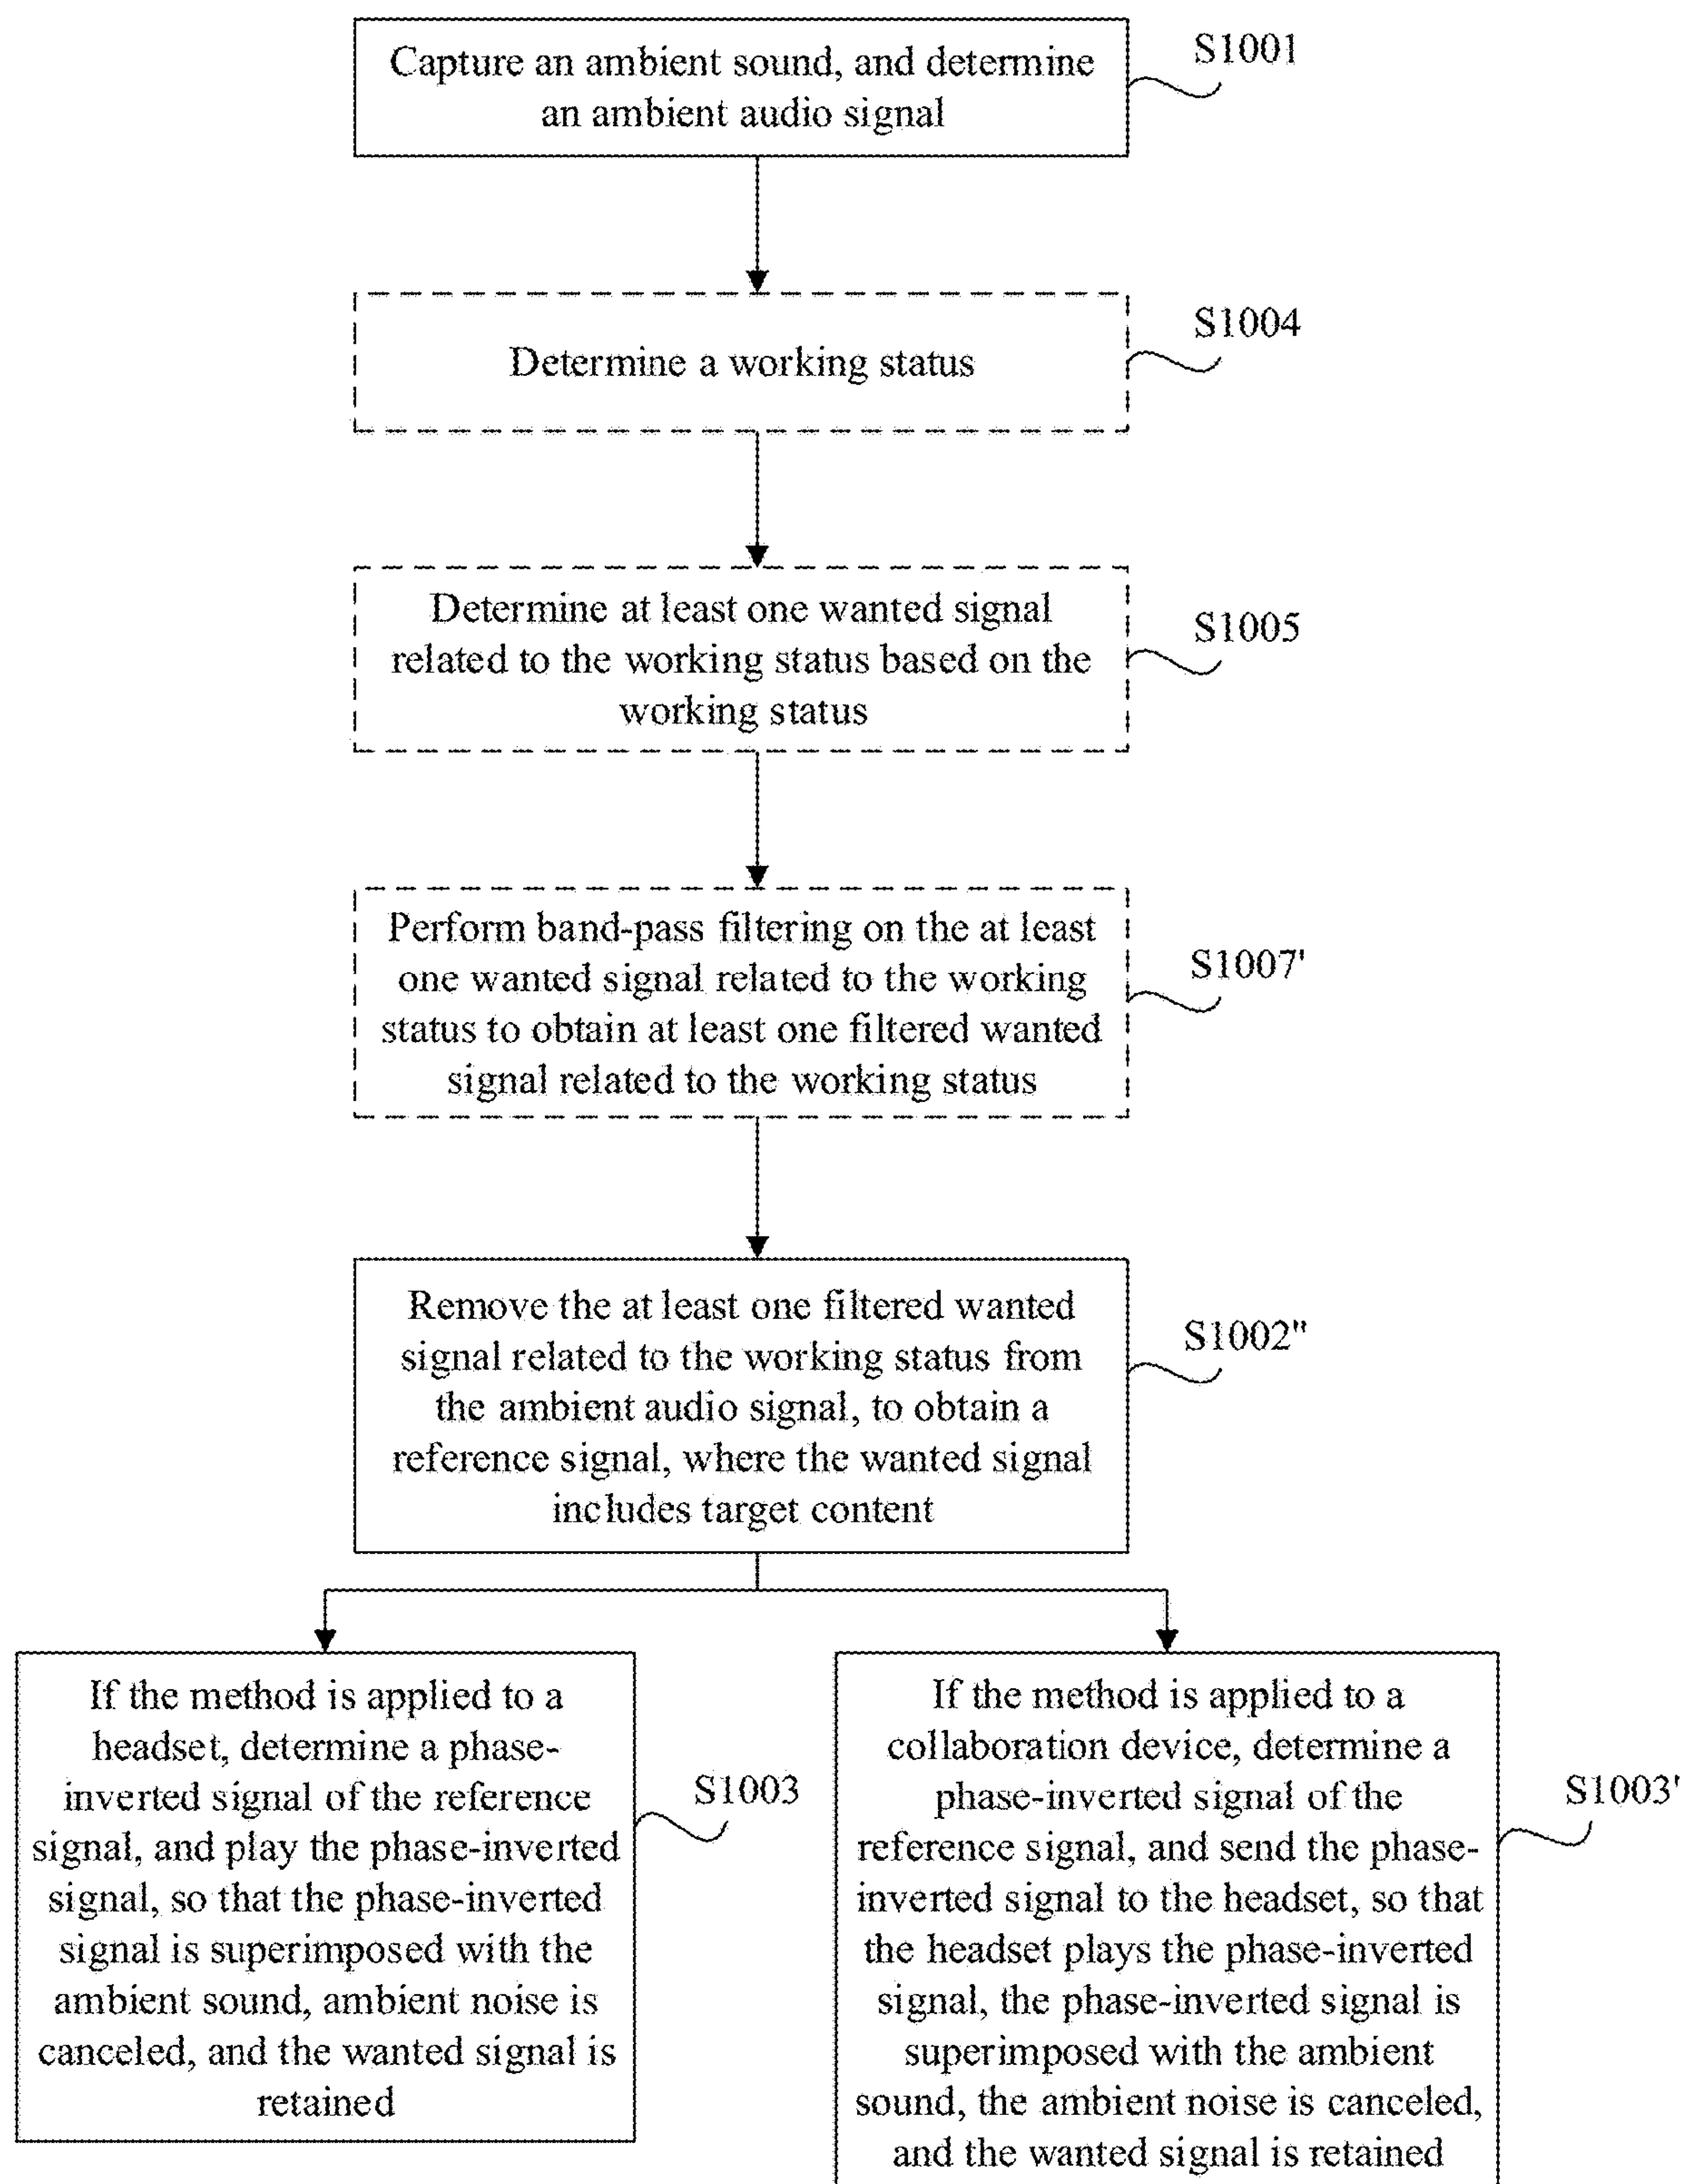 Capture an ambient sound, and determine
an ambient audio signal
S1001
Determine a working status
S1004
Determine at least one wanted signal
related to the working status based on the
working status
S1005
Perform band-pass filtering on the at least
one wanted signal related to the working
status to obtain at least one filtered wanted
signal related to the working status
S1007'
Remove the at least one filtered wanted
signal related to the working status from
the ambient audio signal, to obtain a
reference signal, where the wanted signal
includes target content
S1002"
If the method is applied to a
headset, determine a phase-
inverted signal of the reference
signal, and play the phase-inverted
signal, so that the phase-inverted
signal is superimposed with the
ambient sound, ambient noise is
canceled, and the wanted signal is
retained
S1003
If the method is applied to a
collaboration device, determine a
phase-inverted signal of the
reference signal, and send the phase-
inverted signal to the headset, so that
the headset plays the phase-inverted
signal, the phase-inverted signal is
superimposed with the ambient
sound, the ambient noise is canceled,
and the wanted signal is retained
S1003'